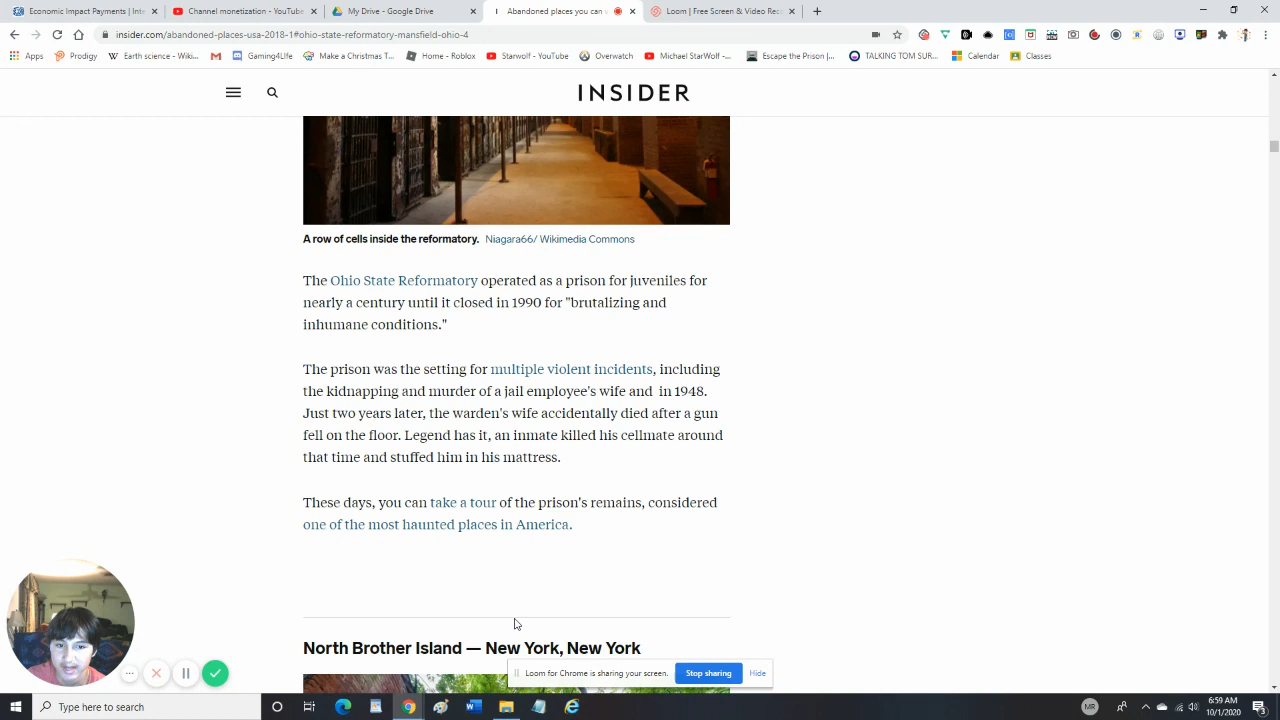 Economic Impact Payments | Int
Channel monetization - YouTube
My Drive - Google Drive
Abandoned places you can v
Loom | Free Screen & Video Rec
insider.com/abandoned-places-usa-2018-1#ohio-state-reformatory-mansfield-ohio-4
Apps
Prodigy
Earth science - Wiki...
Gaming4life
Make a Christmas T...
Home - Roblox
Starwolf - YouTube
Overwatch
Michael StarWolf -...
Escape the Prison |...
TALKING TOM SUR...
Calendar
Classes
INSIDER
A row of cells inside the reformatory. Niagara66/ Wikimedia Commons
The Ohio State Reformatory operated as a prison for juveniles for
nearly a century until it closed in 1990 for "brutalizing and
inhumane conditions."
The prison was the setting for multiple violent incidents, including
the kidnapping and murder of a jail employee's wife and in 1948.
Just two years later, the warden's wife accidentally died after a gun
fell on the floor. Legend has it, an inmate killed his cellmate around
that time and stuffed him in his mattress.
These days, you can take a tour of the prison's remains, considered
one of the most haunted places in America.
North Brother Island — New York, New York
Loom for Chrome is sharing your screen.
Stop sharing
Hide
Type here to search
MR
6:59 AM
10/1/2020